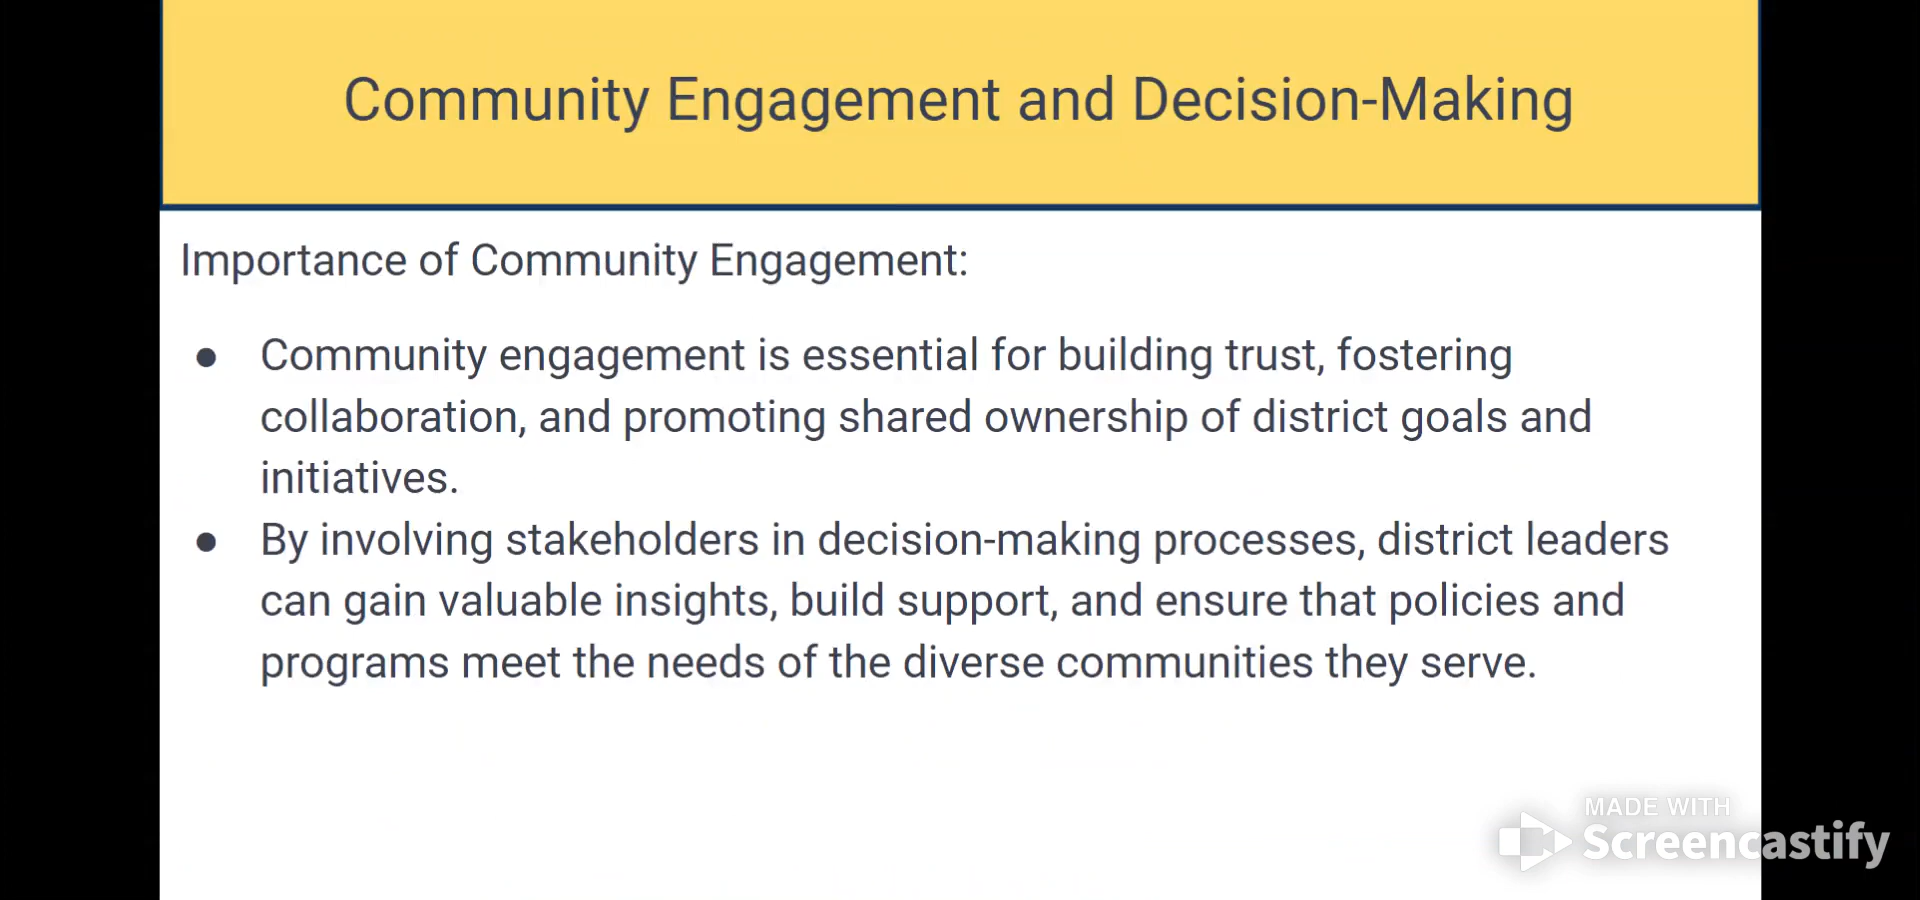 Community Engagement and Decision-Making
Importance of Community Engagement:
● Community engagement is essential for building trust, fostering
collaboration, and promoting shared ownership of district goals and
initiatives.
● By involving stakeholders in decision-making processes, district leaders
can gain valuable insights, build support, and ensure that policies and
programs meet the needs of the diverse communities they serve.
MADE WITH
Screencastify